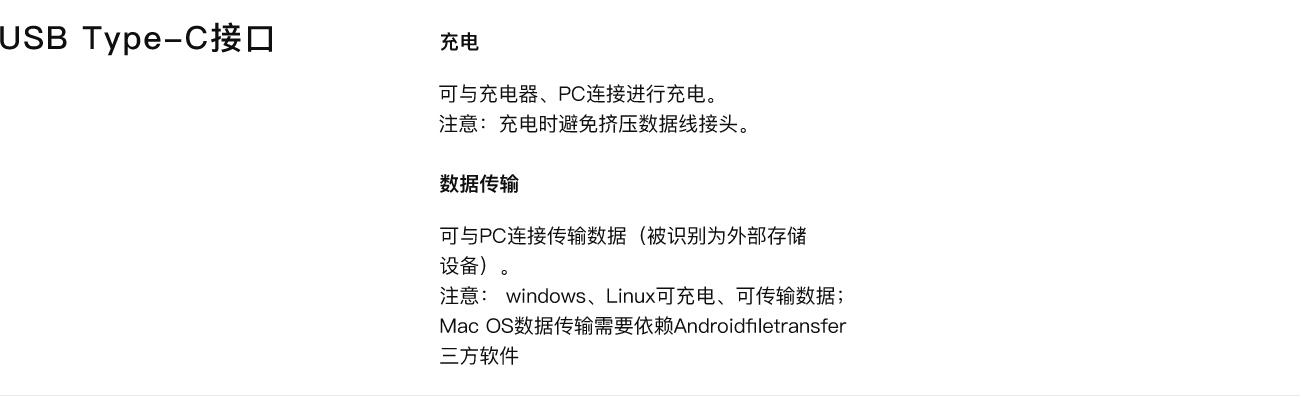 USB Type-C接口
充电
可与充电器、PC连接进行充电。
注意：充电时避免挤压数据线接头。
数据传输
可与PC连接传输数据（被识别为外部存储
设备）。
注意： windows、Linux可充电、可传输数据；
Mac OS数据传输需要依赖Androidfiletransfer
三方软件